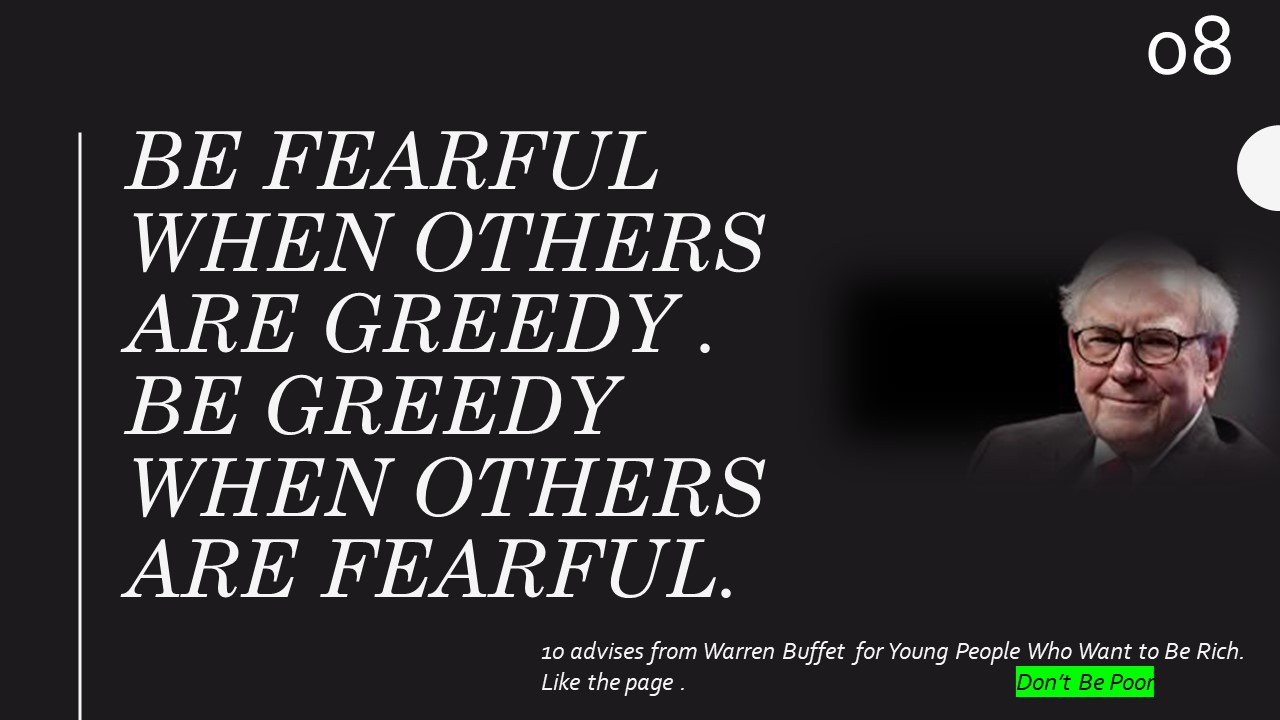 08
BE FEARFUL
WHEN OTHERS
ARE GREEDY .
BE GREEDY
WHEN OTHERS
ARE FEARFUL.
10 advises from Warren Buffet for Young People Who Want to Be Rich.
Like the page . Don't Be Poor